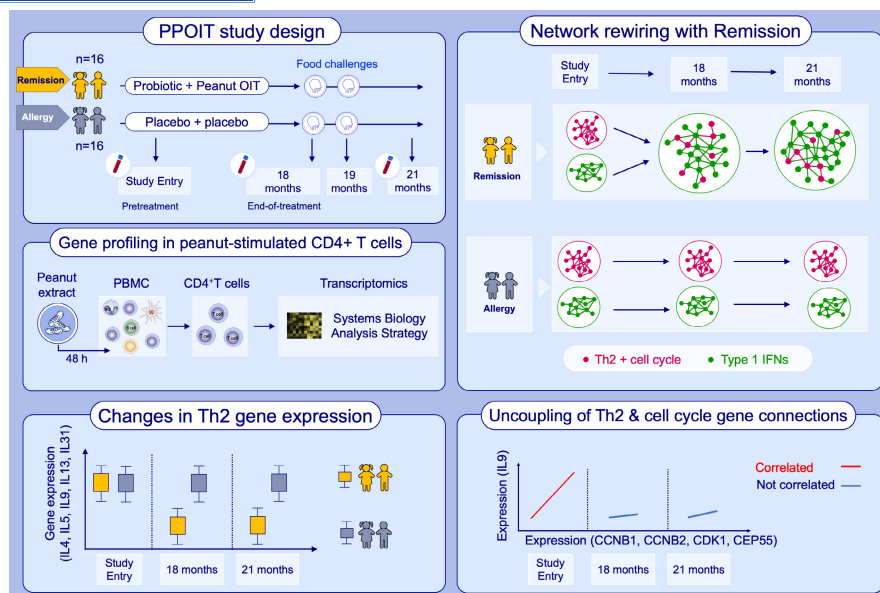 PPOIT study design
n=16
Food challenges
Remission
Probiotic + Peanut OIT
Allergy
Placebo + placebo
n=16
Study Entry
18
months
19
months
21
months
Pretreatment
End-of-treatment
Gene profiling in peanut-stimulated CD4+ T cells
Peanut
extract
48 h
PBMC
B cell
DC
CD4⁺T cells
T cell
T cell
T cell
Transcriptomics
Systems Biology
Analysis Strategy
Changes in Th2 gene expression
Gene expression
(IL4, IL5, IL9, IL13, IL31)
Study
Entry
18 months
21 months
Network rewiring with Remission
Study
Entry
18
months
21
months
Remission
Allergy
Th2 + cell cycle
Type 1 IFNs
Uncoupling of Th2 & cell cycle gene connections
Expression (IL9)
Correlated
Not correlated
Expression (CCNB1, CCNB2, CDK1, CEP55)
Study
Entry
18 months
21 months